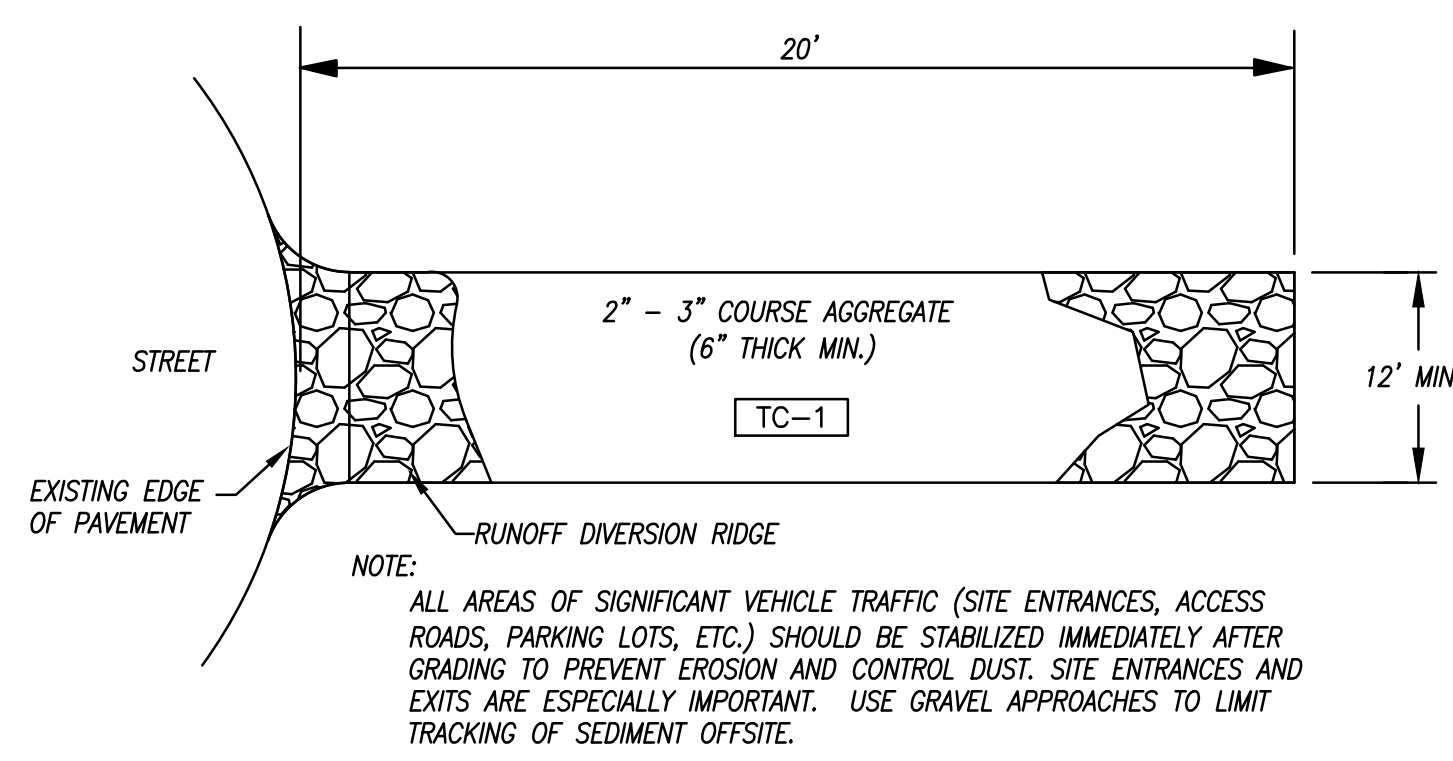 20'
2" – 3" COURSE AGGREGATE
(6" THICK MIN.)
STREET
12' MIN
TC–1
EXISTING EDGE
OF PAVEMENT
RUNOFF DIVERSION RIDGE
NOTE:
ALL AREAS OF SIGNIFICANT VEHICLE TRAFFIC (SITE ENTRANCES, ACCESS
ROADS, PARKING LOTS, ETC.) SHOULD BE STABILIZED IMMEDIATELY AFTER
GRADING TO PREVENT EROSION AND CONTROL DUST. SITE ENTRANCES AND
EXITS ARE ESPECIALLY IMPORTANT. USE GRAVEL APPROACHES TO LIMIT
TRACKING OF SEDIMENT OFFSITE.